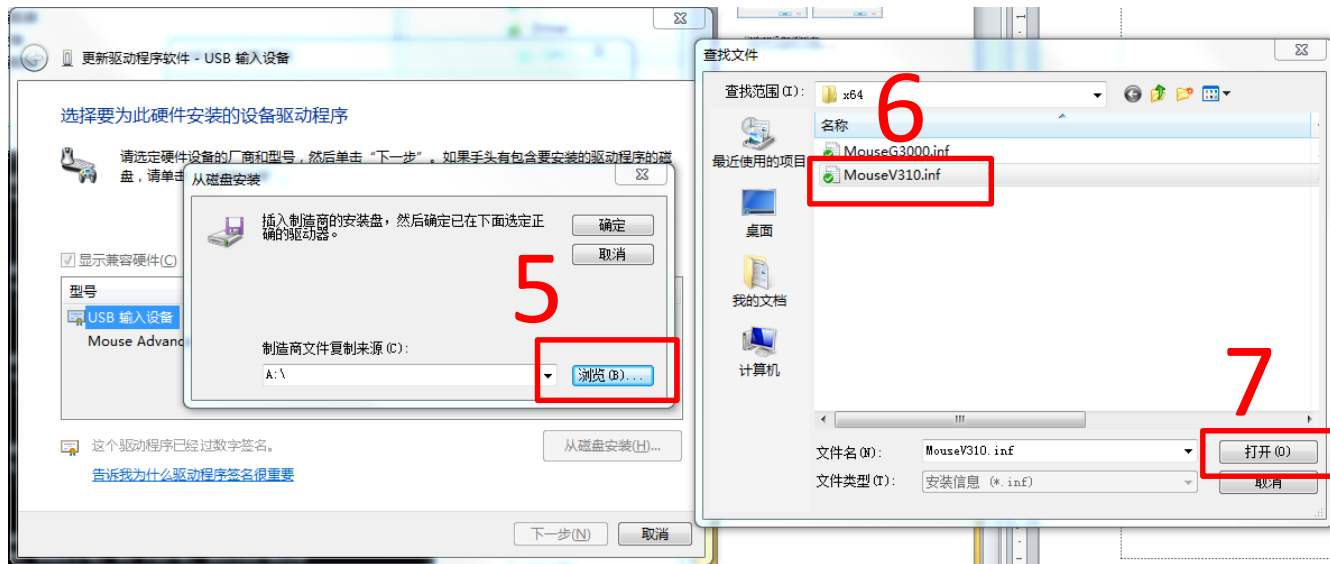 更新驱动程序软件 - USB 输入设备
选择要为此硬件安装的设备驱动程序
请选定硬件设备的厂商和型号，然后单击“下一步”。如果手头有包含要安装的驱动程序的磁
盘，请单击
从磁盘安装
插入制造商的安装盘，然后确定已在下面选定正
确的驱动器。
确定
取消
5
显示兼容硬件(C)
型号
USB 输入设备
Mouse Advanc
制造商文件复制来源(C):
A:\
浏览(B)...
这个驱动程序已经过数字签名。
从磁盘安装(H)...
告诉我为什么驱动程序签名很重要
下一步(N)
取消
查找文件
查找范围(I):
x64
6
名称
MouseG3000.inf
MouseV310.inf
最近使用的项目
桌面
我的文档
计算机
7
文件名(N):
MouseV310.inf
打开(O)
文件类型(T):
安装信息 (*.inf)
取消